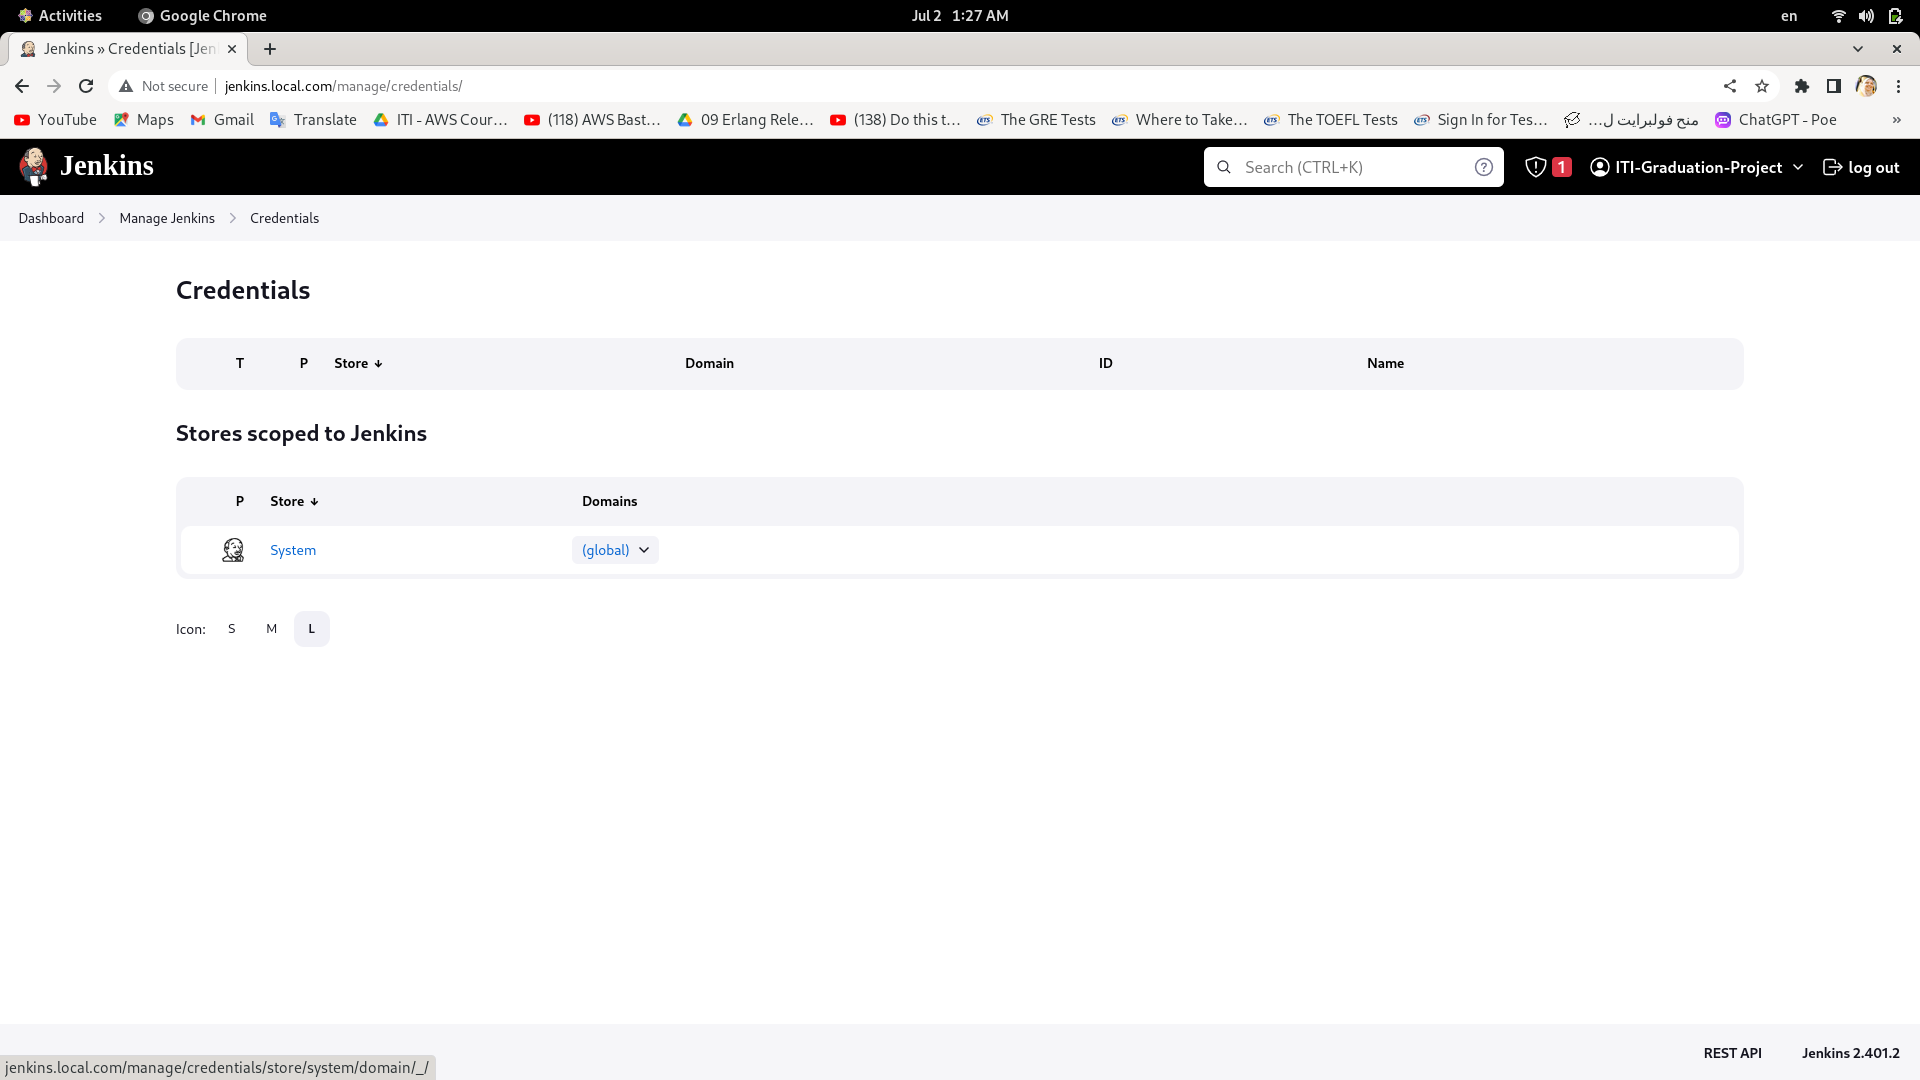 Activities Google Chrome Jul 2 1:27 AM en
Jenkins » Credentials [Jen
Not secure jenkins.local.com/manage/credentials/
YouTube Maps Gmail Translate ITI - AWS Cour... (118) AWS Bast... 09 Erlang Rele... (138) Do this t... The GRE Tests Where to Take... The TOEFL Tests Sign In for Tes... منح فولبرايت ل... ChatGPT - Poe »
Jenkins Search (CTRL+K) 1 ITI-Graduation-Project log out
Dashboard Manage Jenkins Credentials
Credentials
T P Store ↓ Domain ID Name
Stores scoped to Jenkins
P Store ↓ Domains
System (global)
Icon: S M L
REST API Jenkins 2.401.2
jenkins.local.com/manage/credentials/store/system/domain/_/